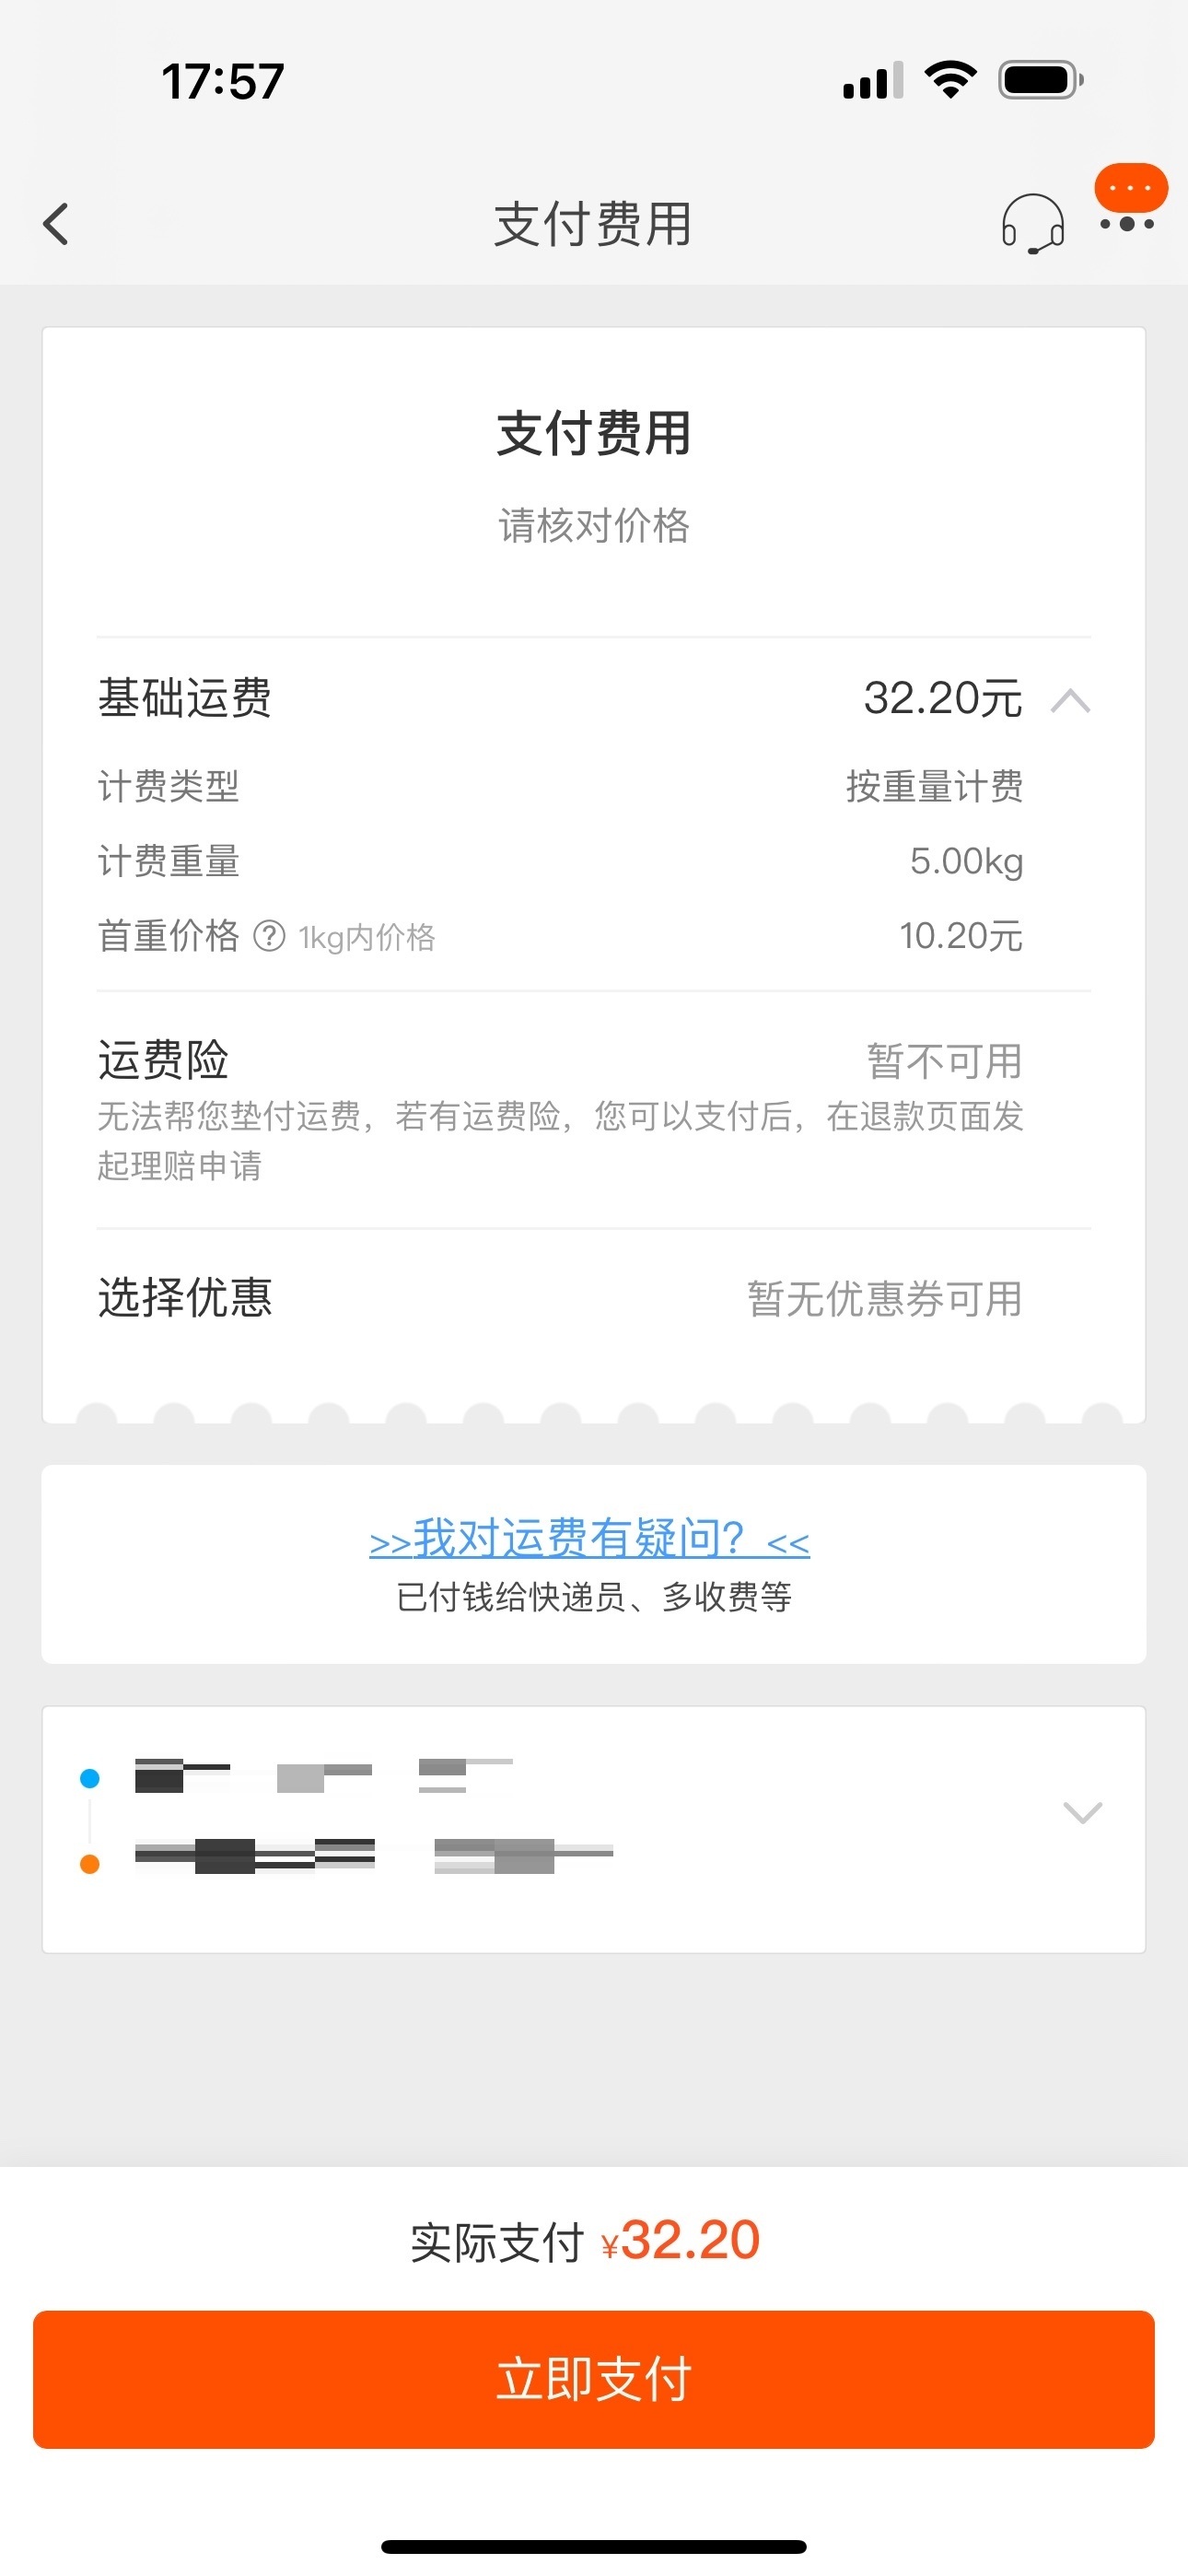 17:57
支付费用
支付费用
请核对价格
基础运费 32.20元
计费类型 按重量计费
计费重量 5.00kg
首重价格 ? 1kg内价格 10.20元
运费险 暂不可用
无法帮您垫付运费，若有运费险，您可以支付后，在退款页面发
起理赔申请
选择优惠 暂无优惠券可用
>>我对运费有疑问？<<
已付钱给快递员、多收费等
实际支付 ¥32.20
立即支付